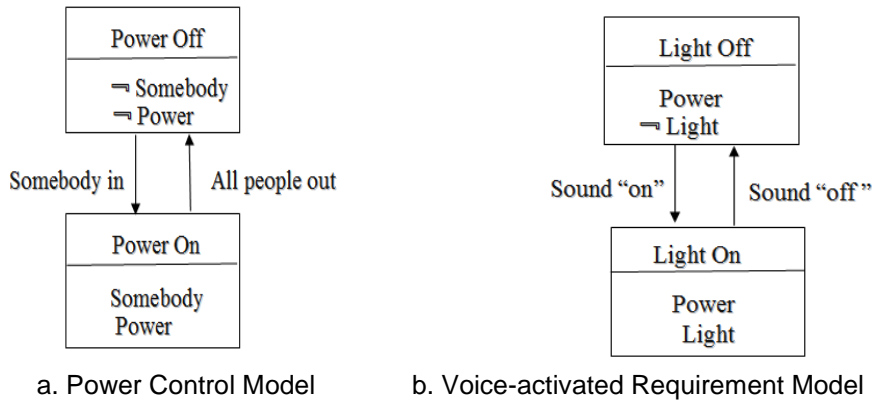 Power Off
¬ Somebody
¬ Power
Somebody in
All people out
Power On
Somebody
Power
a. Power Control Model
Light Off
Power
¬ Light
Sound “on”
Sound “off”
Light On
Power
Light
b. Voice-activated Requirement Model